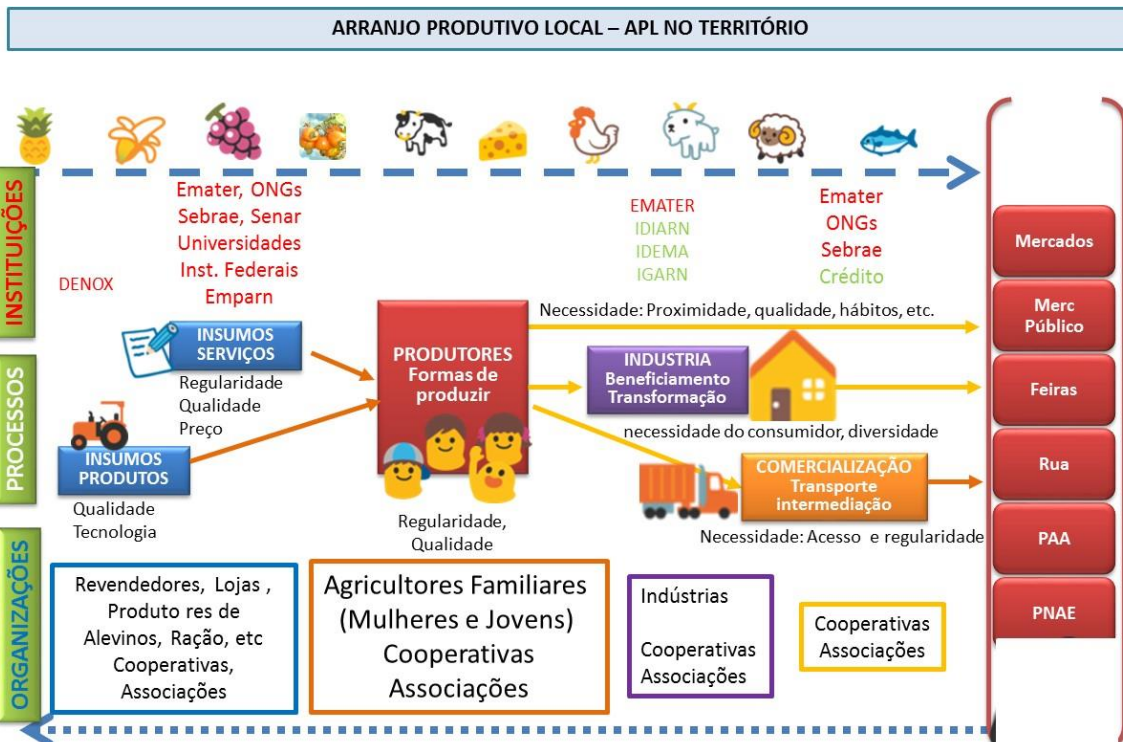 ARRANJO PRODUTIVO LOCAL – APL NO TERRITÓRIO
INSTITUIÇÕES
DENOX
Emater, ONGs
Sebrae, Senar
Universidades
Inst. Federais
Emparn
EMATER
IDIARN
IDEMA
IGARN
Emater
ONGs
Sebrae
Crédito
PROCESSOS
INSUMOS
SERVIÇOS
Regularidade
Qualidade
Preço
INSUMOS
PRODUTOS
Qualidade
Tecnologia
PRODUTORES
Formas de
produzir
Regularidade,
Qualidade
Necessidade: Proximidade, qualidade, hábitos, etc.
INDUSTRIA
Beneficiamento
Transformação
necessidade do consumidor, diversidade
COMERCIALIZAÇÃO
Transporte
intermediação
Necessidade: Acesso e regularidade
Mercados
Merc
Público
Feiras
Rua
PAA
PNAE
ORGANIZAÇÕES
Revendedores, Lojas ,
Produto res de
Alevinos, Ração, etc
Cooperativas,
Associações
Agricultores Familiares
(Mulheres e Jovens)
Cooperativas
Associações
Indústrias
Cooperativas
Associações
Cooperativas
Associações